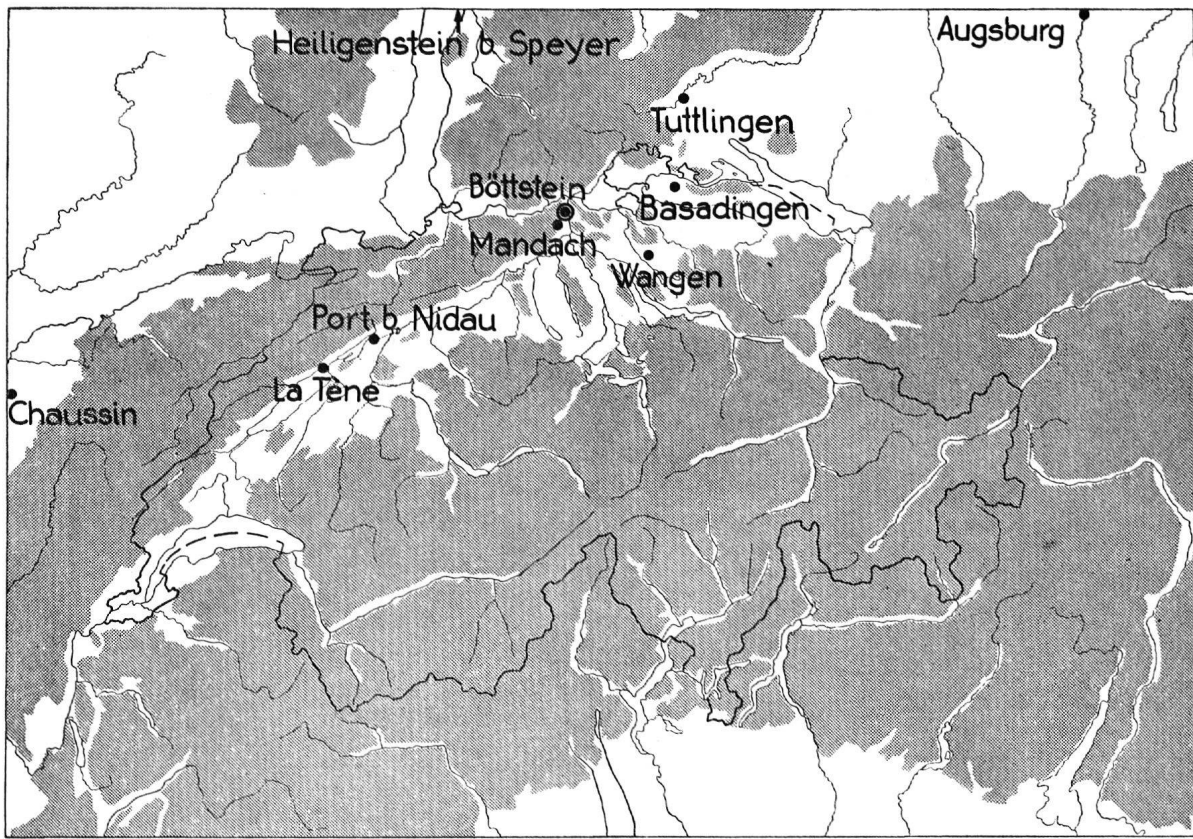 Heiligenstein b. Speyer
Augsburg
Tuttlingen
Böttstein
Basadingen
Mandach
Wangen
Port b. Nidau
La Tène
Chaussin